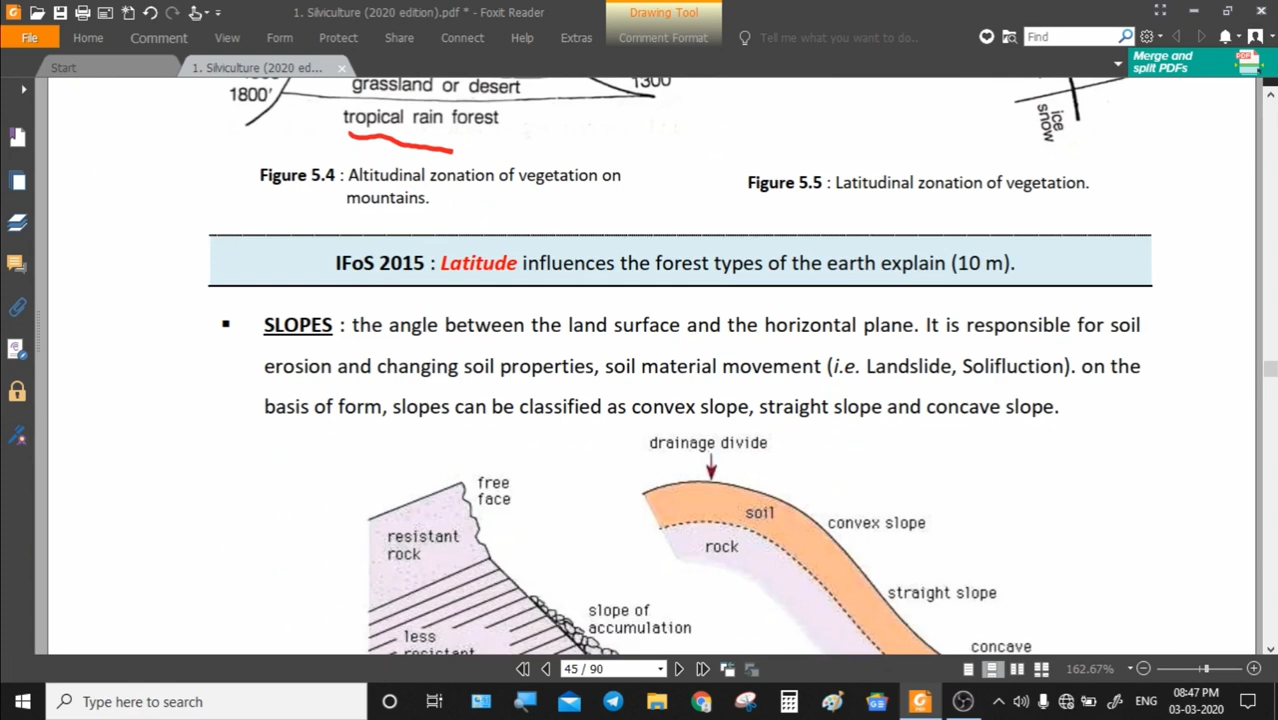 1. Silviculture (2020 edition).pdf * - Foxit Reader
Drawing Tool
File
Home
Comment
View
Form
Protect
Share
Connect
Help
Extras
Comment Format
Tell me what you want to do...
Find
Start
1. Silviculture (2020 ed...
Merge and
split PDFs
1800'
grassland or desert
1300
tropical rain forest
ice
snow
Figure 5.4 : Altitudinal zonation of vegetation on
mountains.
Figure 5.5 : Latitudinal zonation of vegetation.
IFoS 2015 : Latitude influences the forest types of the earth explain (10 m).
▪ SLOPES : the angle between the land surface and the horizontal plane. It is responsible for soil
erosion and changing soil properties, soil material movement (i.e. Landslide, Solifluction). on the
basis of form, slopes can be classified as convex slope, straight slope and concave slope.
drainage divide
free
face
soil
convex slope
resistant
rock
rock
straight slope
slope of
accumulation
less
resistant
concave
45 / 90
162.67%
Type here to search
ENG
08:47 PM
03-03-2020